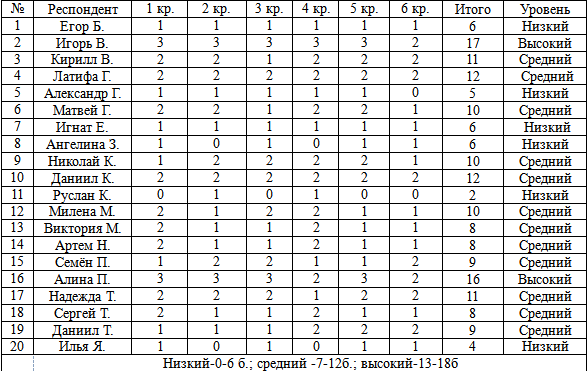 № Респондент 1 кр. 2 кр. 3 кр. 4 кр. 5 кр. 6 кр. Итого Уровень
1 Егор Б. 1 1 1 1 1 1 6 Низкий
2 Игорь В. 3 3 3 3 3 2 17 Высокий
3 Кирилл В. 2 2 1 2 2 2 11 Средний
4 Латифа Г. 2 2 2 2 2 2 12 Средний
5 Александр Г. 1 1 1 1 1 0 5 Низкий
6 Матвей Г. 2 2 1 2 2 1 10 Средний
7 Игнат Е. 1 1 1 1 1 1 6 Низкий
8 Ангелина З. 1 0 1 0 1 1 6 Низкий
9 Николай К. 1 2 2 2 2 1 10 Средний
10 Даниил К. 2 2 2 2 2 2 12 Средний
11 Руслан К. 0 1 0 1 0 0 2 Низкий
12 Милена М. 2 1 2 2 1 1 10 Средний
13 Виктория М. 2 1 1 2 1 1 8 Средний
14 Артем Н. 2 1 1 2 1 1 8 Средний
15 Семён П. 1 2 2 1 1 2 9 Средний
16 Алина П. 3 3 3 2 3 2 16 Высокий
17 Надежда Т. 2 2 2 1 2 2 11 Средний
18 Сергей Т. 2 1 1 2 1 1 8 Средний
19 Даниил Т. 1 1 1 2 2 2 9 Средний
20 Илья Я. 1 0 1 0 1 1 4 Низкий
Низкий-0-6 б.; средний -7-12б.; высокий-13-18б